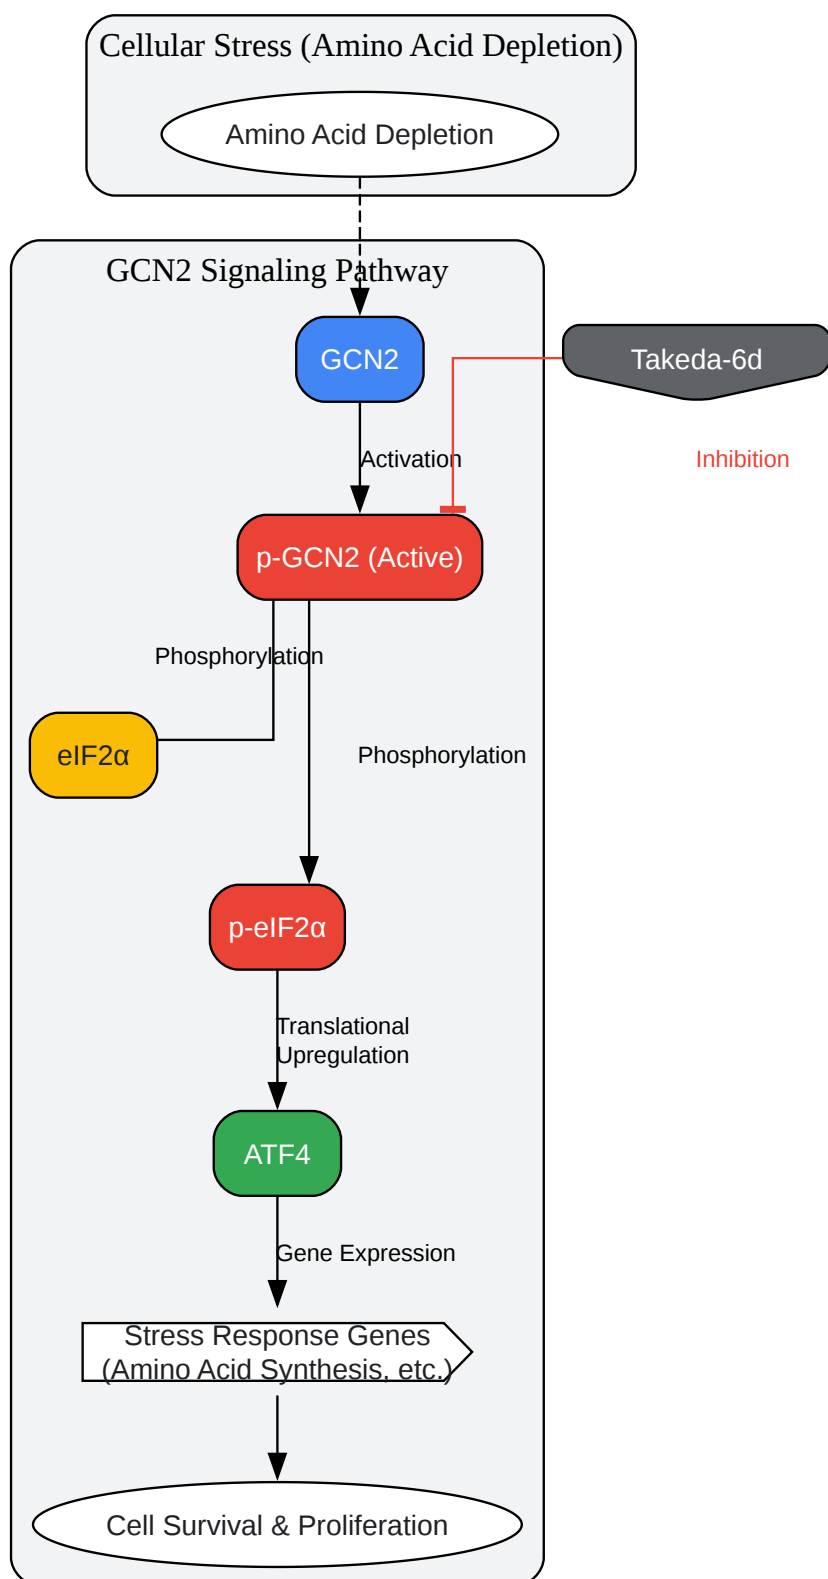 Cellular Stress (Amino Acid Depletion)
Amino Acid Depletion
GCN2 Signaling Pathway
GCN2
Takeda-6d
Activation
Inhibition
p-GCN2 (Active)
Phosphorylation
eIF2α
Phosphorylation
p-eIF2α
Translational
Upregulation
ATF4
Gene Expression
Stress Response Genes
(Amino Acid Synthesis, etc.)
Cell Survival & Proliferation